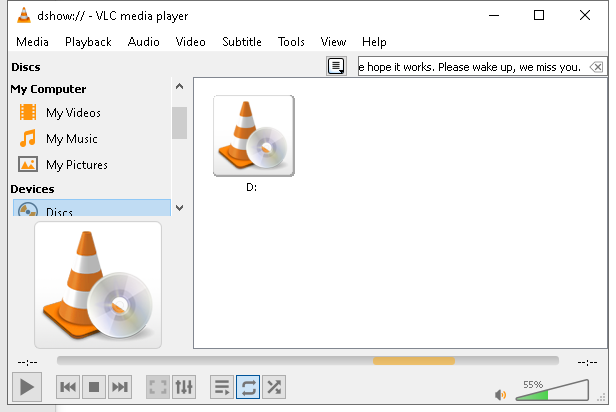 dshow:// - VLC media player
Media Playback Audio Video Subtitle Tools View Help
Discs
e hope it works. Please wake up, we miss you.
My Computer
My Videos
My Music
My Pictures
Devices
Discs
D:
--:--
--:--
55%